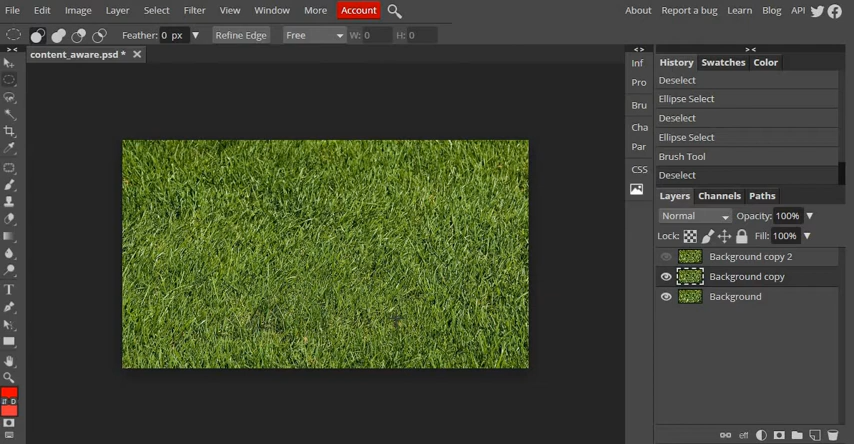 File Edit Image Layer Select Filter View Window More Account About Report a bug Learn Blog API
Feather: 0 px Refine Edge Free W: 0 H: 0
content_aware.psd *
> <
< >
> <
Inf
Pro
Bru
Cha
Par
CSS
History Swatches Color
Deselect
Ellipse Select
Deselect
Ellipse Select
Brush Tool
Deselect
Layers Channels Paths
Normal Opacity: 100%
Lock: Fill: 100%
Background copy 2
Background copy
Background
T
D
eff